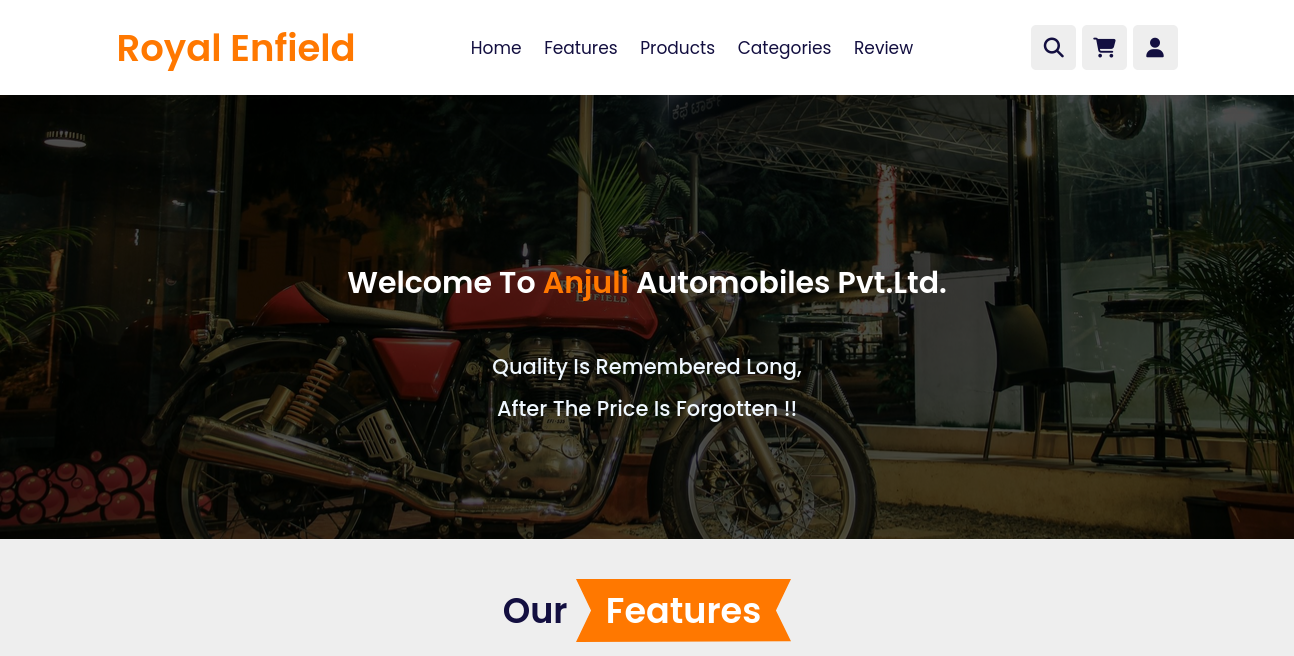 Royal Enfield
Home Features Products Categories Review
ಕೆಫೆ ಟಾರ್ಕ್
Welcome To Anjuli Automobiles Pvt.Ltd.
ENFIELD
Quality Is Remembered Long,
After The Price Is Forgotten !!
Our Features